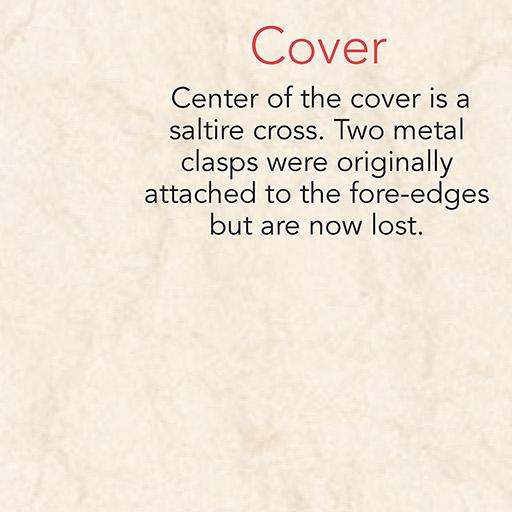 Cover
Center of the cover is a
saltire cross. Two metal
clasps were originally
attached to the fore-edges
but are now lost.